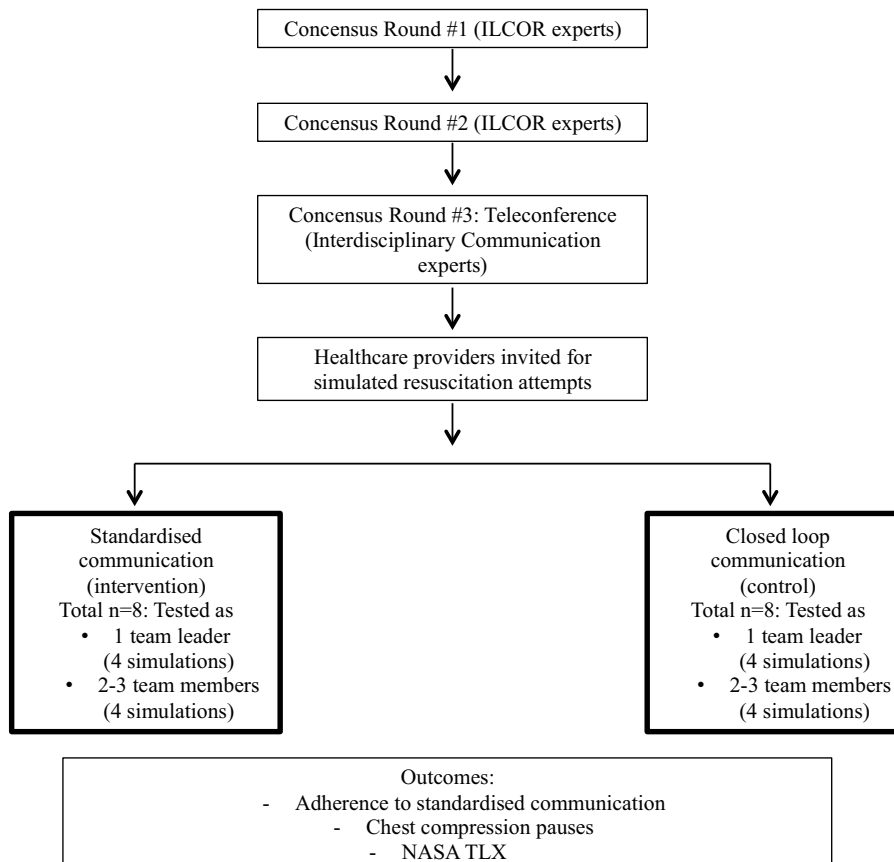 Concensus Round #1 (ILCOR experts)
Concensus Round #2 (ILCOR experts)
Concensus Round #3: Teleconference
(Interdisciplinary Communication
experts)
Healthcare providers invited for
simulated resuscitation attempts
Standardised
communication
(intervention)
Total n=8: Tested as
• 1 team leader
(4 simulations)
• 2-3 team members
(4 simulations)
Closed loop
communication
(control)
Total n=8: Tested as
• 1 team leader
(4 simulations)
• 2-3 team members
(4 simulations)
Outcomes:
- Adherence to standardised communication
- Chest compression pauses
- NASA TLX